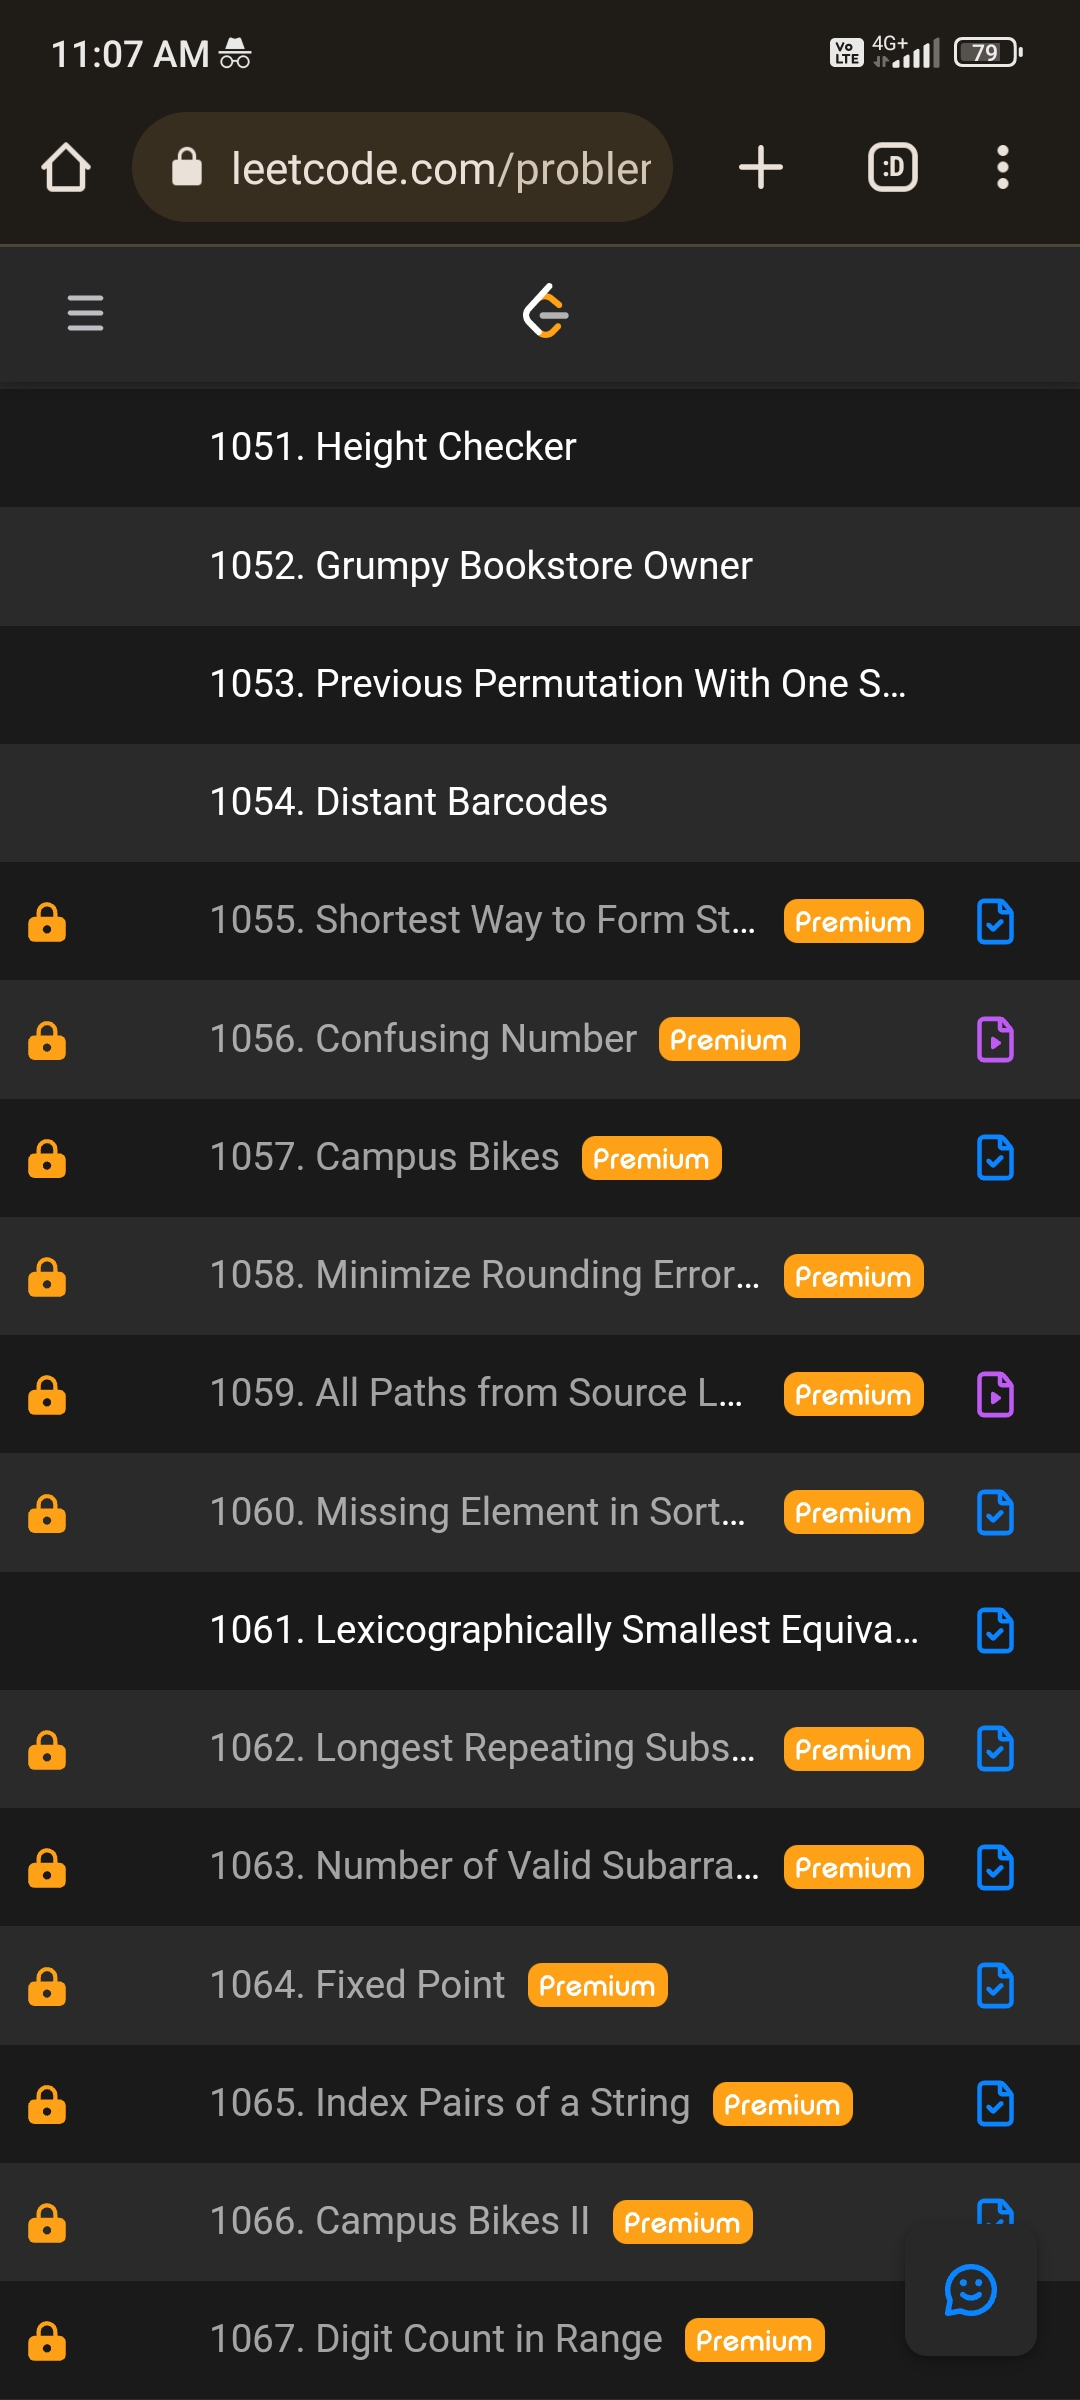 11:07 AM
Vo LTE 4G+ 79
leetcode.com/probler
:D
1051. Height Checker
1052. Grumpy Bookstore Owner
1053. Previous Permutation With One S...
1054. Distant Barcodes
1055. Shortest Way to Form St... Premium
1056. Confusing Number Premium
1057. Campus Bikes Premium
1058. Minimize Rounding Error... Premium
1059. All Paths from Source L... Premium
1060. Missing Element in Sort... Premium
1061. Lexicographically Smallest Equiva...
1062. Longest Repeating Subs... Premium
1063. Number of Valid Subarra... Premium
1064. Fixed Point Premium
1065. Index Pairs of a String Premium
1066. Campus Bikes II Premium
1067. Digit Count in Range Premium